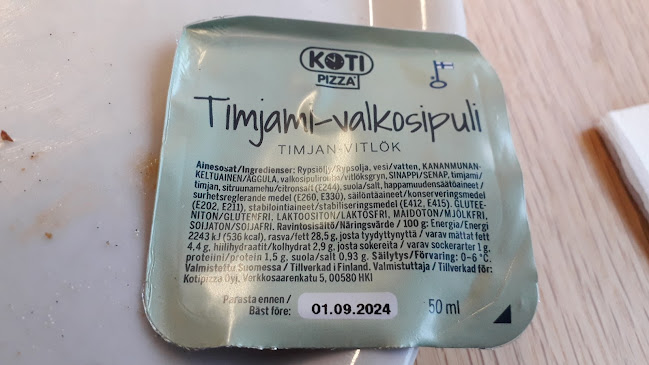 KOTI
PIZZA
Timjami-valkosipuli
TIMJAN-VITLÖK
Ainesosat/Ingredienser: Rypsiöljy/Rypsolja, vesi/vatten, KANANMUNAN-
KELTUAINEN/ÄGGULA, valkosipulirouhe/vitlöksgryn, SINAPPI/SENAP, timjami/
timjan, sitruunamehu/citronsalt (E244), suola/salt, happamuudensäätöaineet/
surhetsreglerande medel (E260, E330), säilöntäaineet/konserveringsmedel
(E202, E211), stabilointiaineet/stabiliseringsmedel (E412, E415). GLUTEE-
NITON/GLUTENFRI. LAKTOOSITON/LAKTOSFRI. MAIDOTON/MJÖLKFRI.
SOIJATON/SOJAFRI. Ravintosisältö/Näringsvärde / 100 g: Energia/Energi
2243 kJ (536 kcal), rasva/fett 28,5 g, josta tyydyttynyttä / varav mättat fett
4,4 g, hiilihydraatit/kolhydrat 2,9 g, josta sokereita / varav sockerarter 1 g,
proteiini/protein 1,5 g, suola/salt 0.93 g. Säilytys/Förvaring: 0–6 °C.
Valmistettu Suomessa / Tillverkad i Finland. Valmistuttaja / Tillverkad för:
Kotipizza Oyj, Verkkosaarenkatu 5, 00580 HKI
Parasta ennen /
Bäst före: 01.09.2024 50 ml